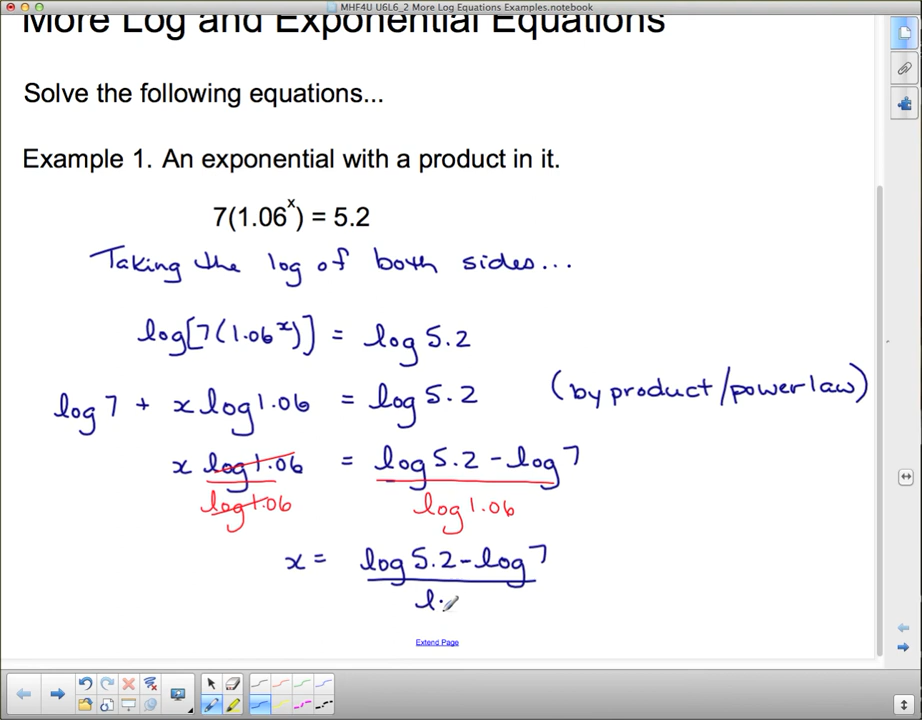 MHF4U U6L6_2 More Log Equations Examples.notebook
More Log and Exponential Equations
Solve the following equations...
Example 1. An exponential with a product in it.
7(1.06ˣ) = 5.2
Taking the log of both sides...
log[7(1.06ˣ)] = log 5.2
log 7 + x log 1.06 = log 5.2 (by product/power law)
x log 1.06 = log 5.2 - log 7
log 1.06 log 1.06
x = log 5.2 - log 7
l
Extend Page